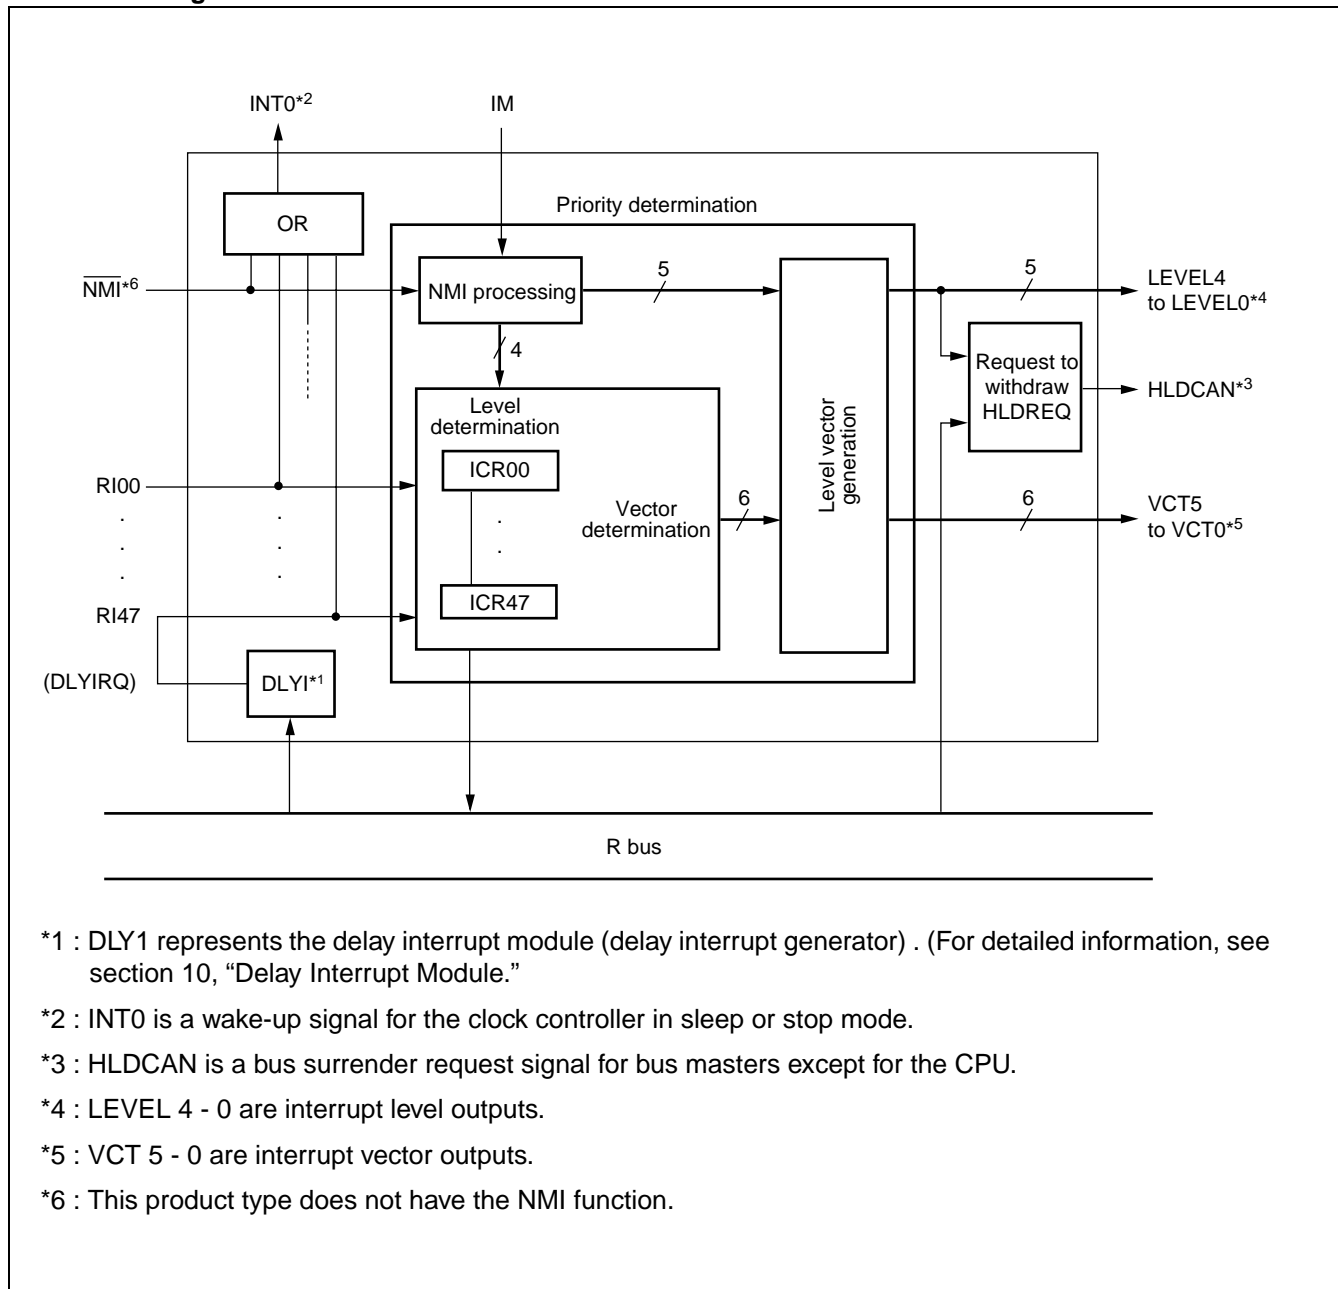 INT0*2
IM
OR
Priority determination
NMI*6
NMI processing
5
5
LEVEL4
to LEVEL0*4
4
Request to
withdraw
HLDREQ
HLDCAN*3
Level
determination
ICR00
Level vector
generation
RI00
Vector
determination
6
6
VCT5
to VCT0*5
.
.
.
.
.
.
.
.
ICR47
RI47
(DLYIRQ)
DLYI*1
R bus
*1 : DLY1 represents the delay interrupt module (delay interrupt generator) . (For detailed information, see
section 10, “Delay Interrupt Module.”
*2 : INT0 is a wake-up signal for the clock controller in sleep or stop mode.
*3 : HLDCAN is a bus surrender request signal for bus masters except for the CPU.
*4 : LEVEL 4 - 0 are interrupt level outputs.
*5 : VCT 5 - 0 are interrupt vector outputs.
*6 : This product type does not have the NMI function.